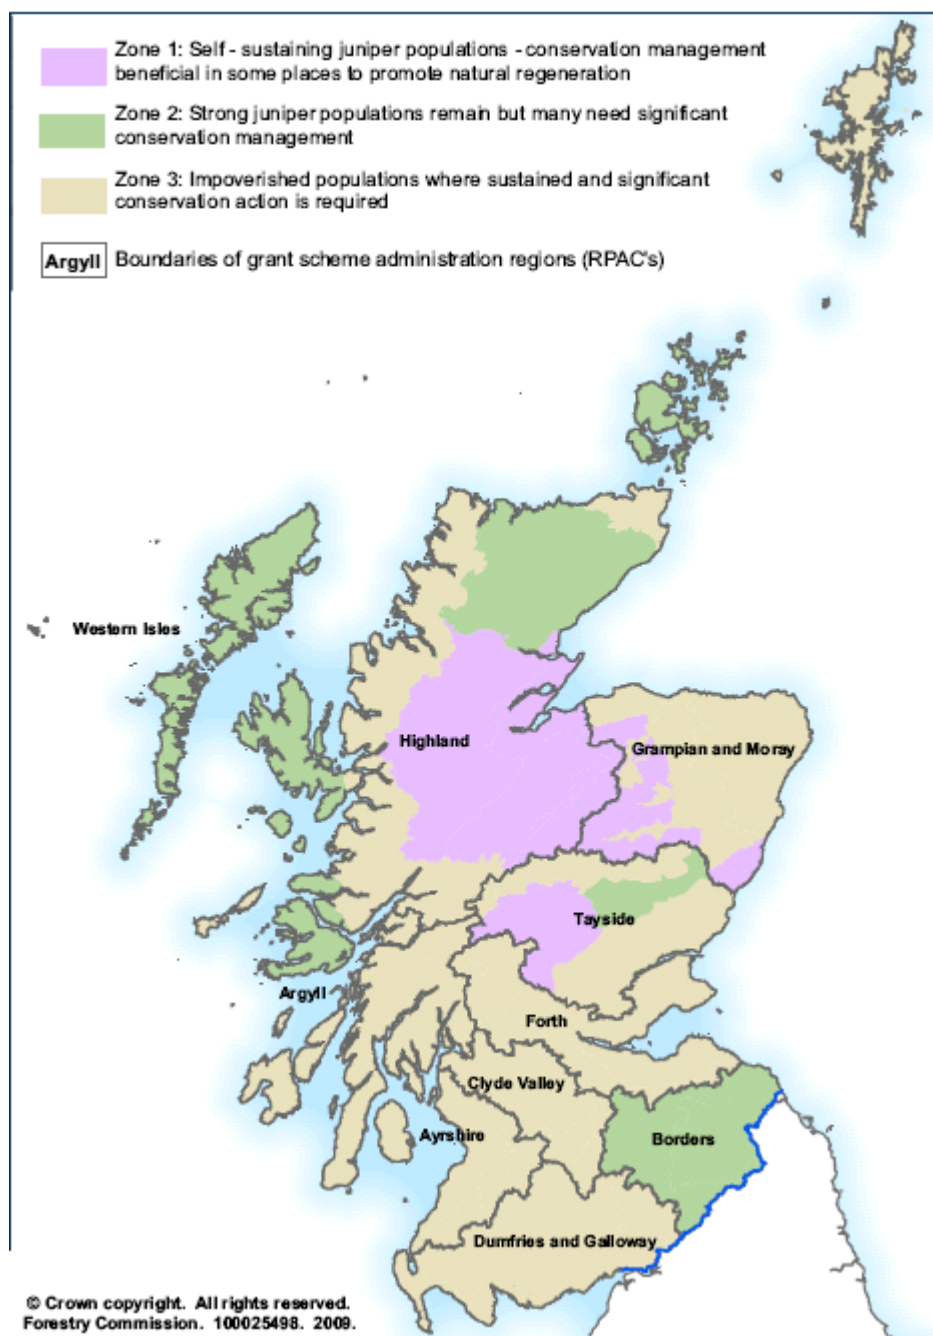 Zone 1: Self - sustaining juniper populations - conservation management
beneficial in some places to promote natural regeneration
Zone 2: Strong juniper populations remain but many need significant
conservation management
Zone 3: Impoverished populations where sustained and significant
conservation action is required
Argyll Boundaries of grant scheme administration regions (RPAC's)
Western Isles
Highland
Grampian and Moray
Tayside
Argyll
Forth
Clyde Valley
Ayrshire
Borders
Dumfries and Galloway
© Crown copyright. All rights reserved.
Forestry Commission. 100025498. 2009.